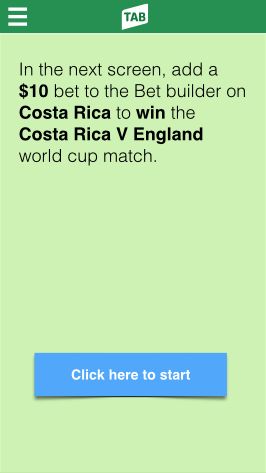 TAB
In the next screen, add a
$10 bet to the Bet builder on
Costa Rica to win the
Costa Rica V England
world cup match.
Click here to start